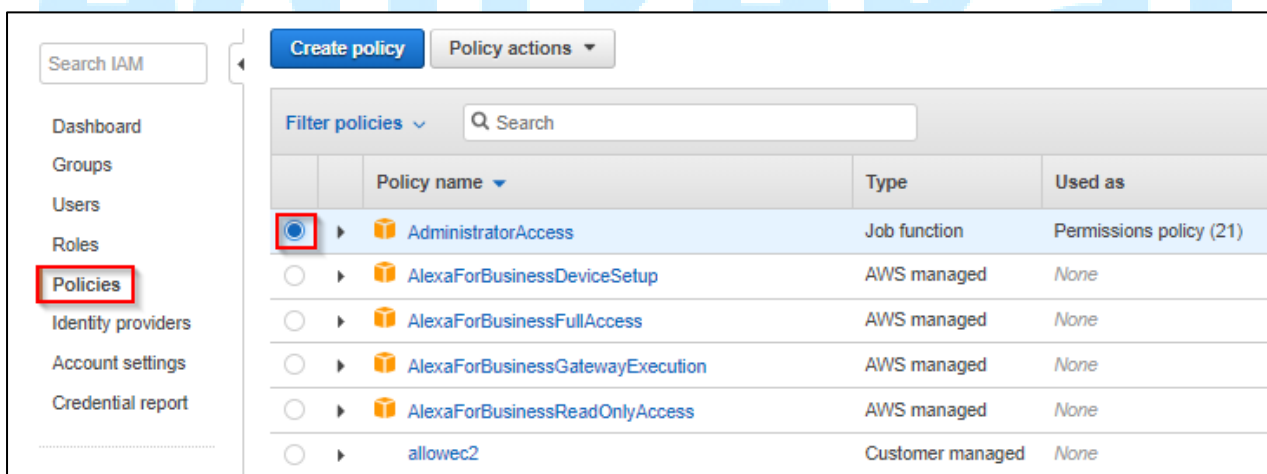 Search IAM
Create policy Policy actions
Dashboard
Groups
Users
Roles
Policies
Identity providers
Account settings
Credential report
Filter policies Search
Policy name Type Used as
AdministratorAccess Job function Permissions policy (21)
AlexaForBusinessDeviceSetup AWS managed None
AlexaForBusinessFullAccess AWS managed None
AlexaForBusinessGatewayExecution AWS managed None
AlexaForBusinessReadOnlyAccess AWS managed None
allowec2 Customer managed None